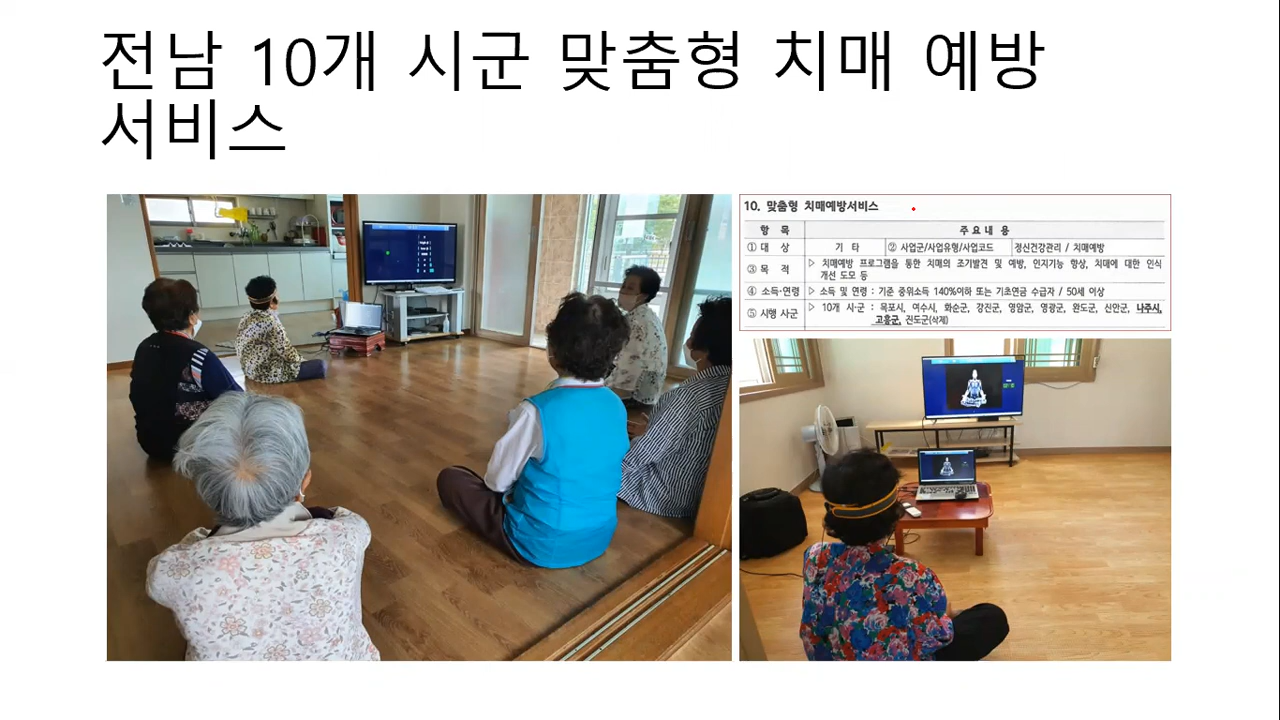 전남 10개 시군 맞춤형 치매 예방
서비스
10. 맞춤형 치매예방서비스
항 목 주요내용
① 대 상 기 타 ② 사업군/사업유형/사업코드 정신건강관리 / 치매예방
③ 목 적 ▷ 치매예방 프로그램을 통한 치매의 조기발견 및 예방, 인지기능 향상, 치매에 대한 인식
개선 도모 등
④ 소득·연령 ▷ 소득 및 연령 : 기준 중위소득 140%이하 또는 기초연금 수급자 / 50세 이상
⑤ 시행 시군 ▷ 10개 시·군 : 목포시, 여수시, 화순군, 강진군, 영암군, 영광군, 완도군, 신안군, 나주시,
고흥군, 진도군(삭제)